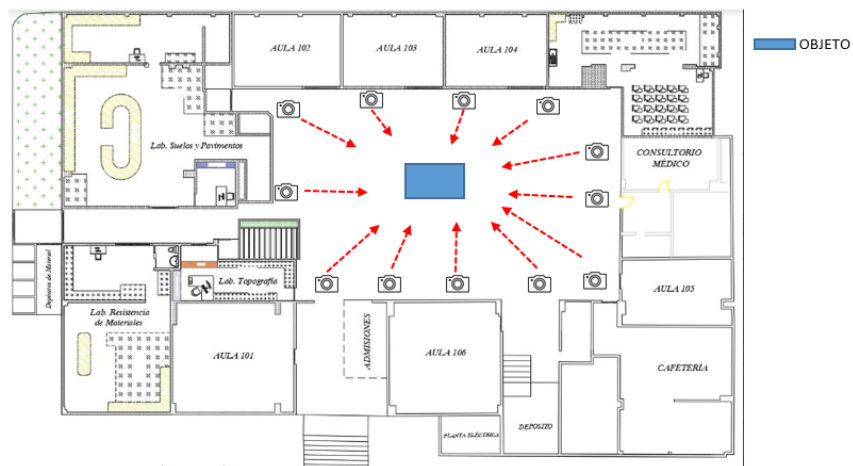 AULA 102
AULA 103
AULA 104
OBJETO
Lab. Suelos y Pavimentos
CONSULTORIO
MÉDICO
Depósito de Material
Lab. Topografía
Lab. Resistencia
de Materiales
AULA 105
ADMISIONES
AULA 101
AULA 106
CAFETERÍA
DEPÓSITO
PLANTA ELÉCTRICA